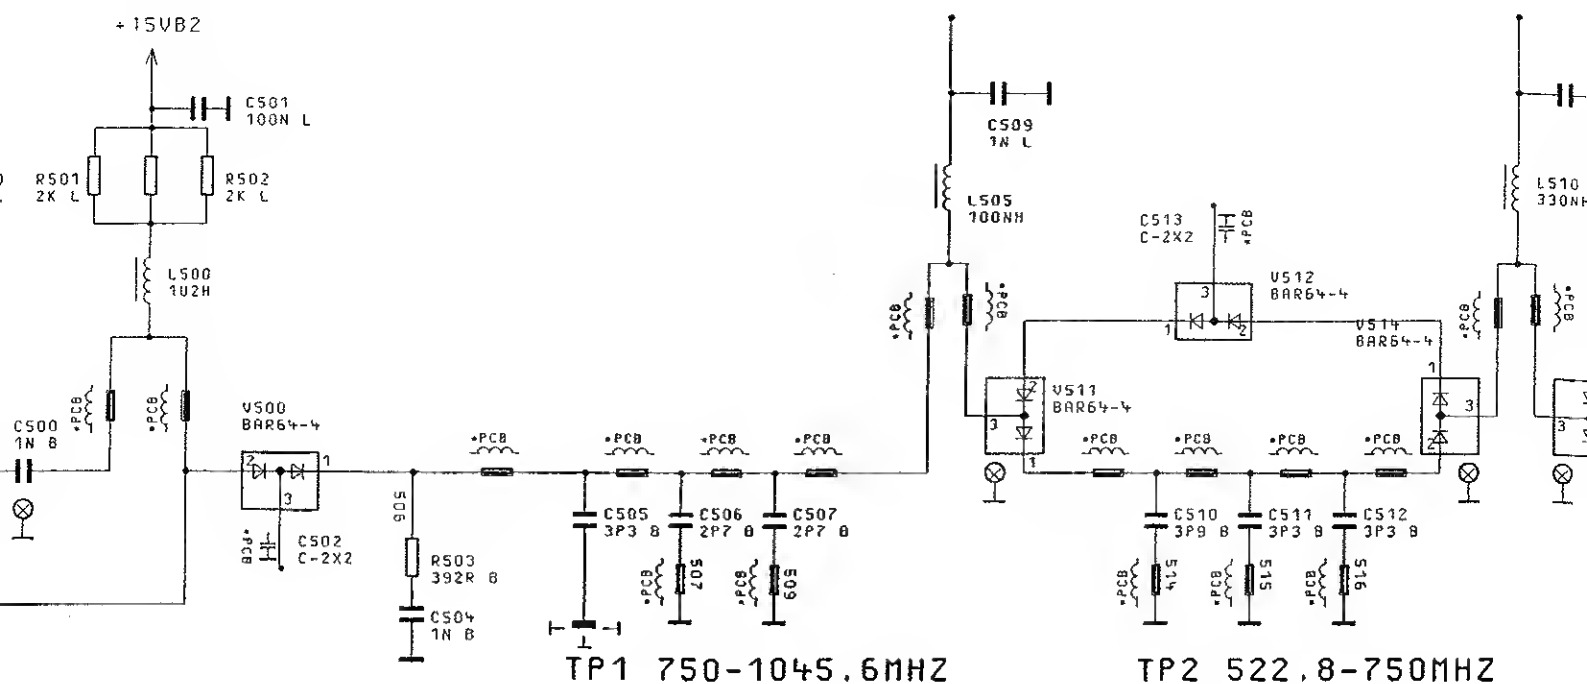 +15VB2
C501
100N L
R501
2K L
R502
2K L
L500
1U2H
*PCB
*PCB
C500
1N B
V500
BAR64-4
2
1
3
*PCB
C502
C-2X2
506
R503
392R B
C504
1N B
*PCB
*PCB
*PCB
*PCB
C505
3P3 B
C506
2P7 B
C507
2P7 B
*PCB
507
*PCB
509
TP1 750-1045.6MHZ
C509
1N L
L505
100NH
*PCB
*PCB
C513
C-2X2
*PCB
V512
BAR64-4
3
1
2
V514
BAR64-4
1
3
2
V511
BAR64-4
2
3
1
*PCB
*PCB
*PCB
*PCB
C510
3P9 B
C511
3P3 B
C512
3P3 B
*PCB
514
*PCB
515
*PCB
516
TP2 522.8-750MHZ
L510
330NH
*PCB
*PCB
3